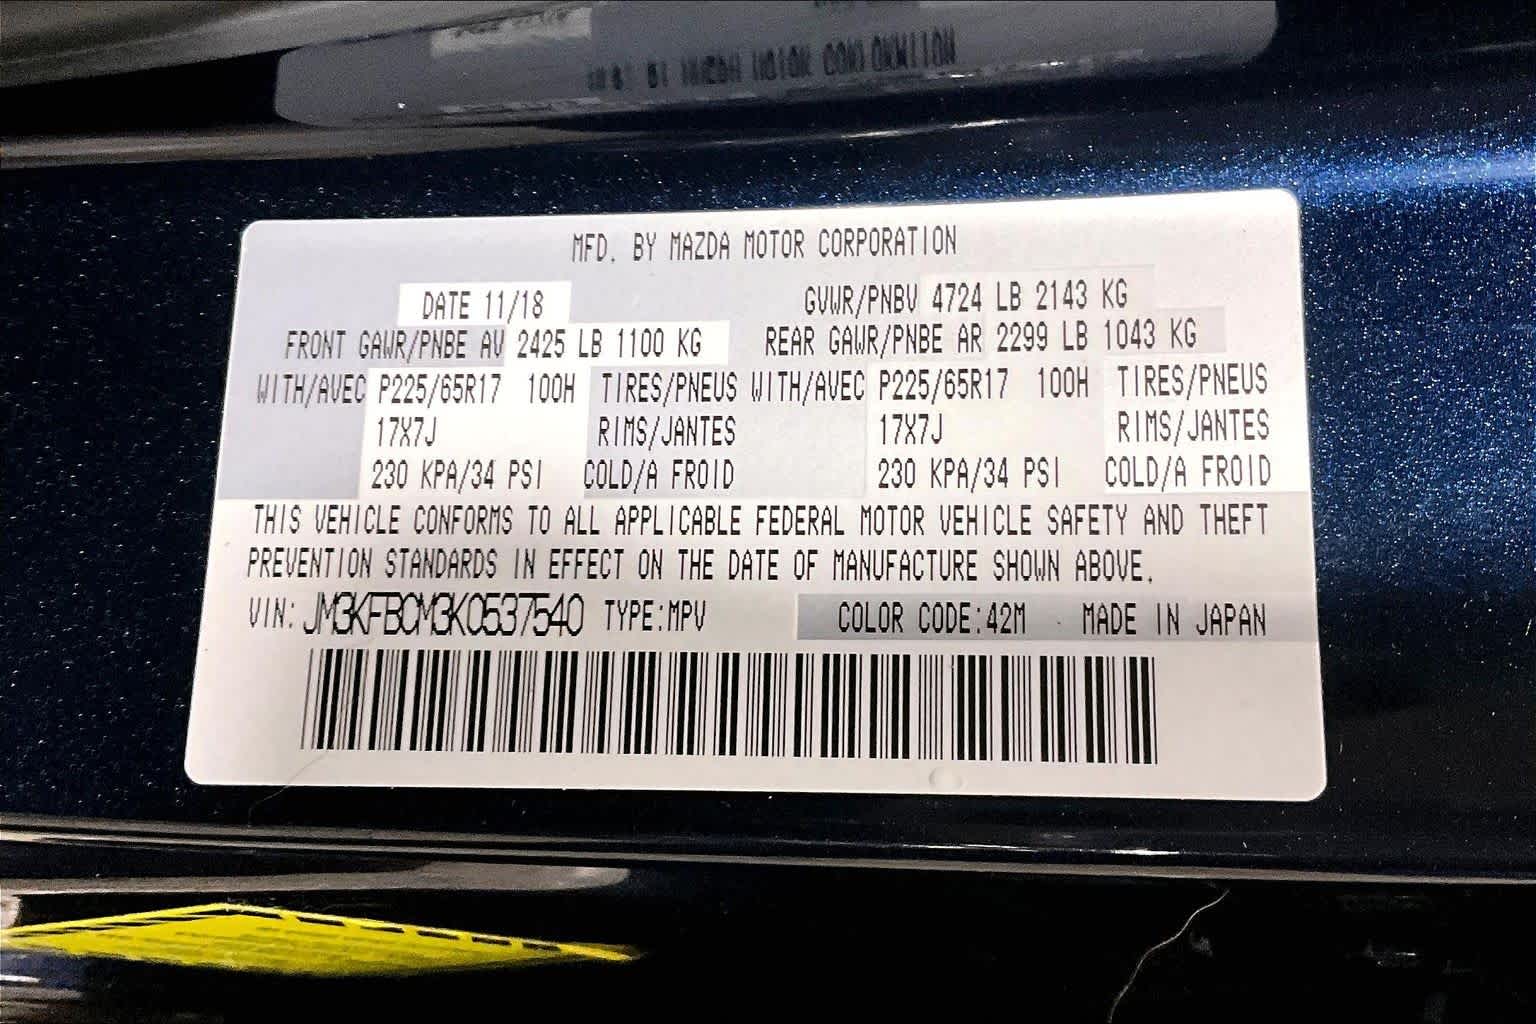 MFD. BY MAZDA MOTOR CORPORATION
DATE 11/18 GVWR/PNBV 4724 LB 2143 KG
FRONT GAWR/PNBE AV 2425 LB 1100 KG REAR GAWR/PNBE AR 2299 LB 1043 KG
WITH/AVEC P225/65R17 100H TIRES/PNEUS WITH/AVEC P225/65R17 100H TIRES/PNEUS
17X7J RIMS/JANTES 17X7J RIMS/JANTES
230 KPA/34 PSI COLD/A FROID 230 KPA/34 PSI COLD/A FROID
THIS VEHICLE CONFORMS TO ALL APPLICABLE FEDERAL MOTOR VEHICLE SAFETY AND THEFT
PREVENTION STANDARDS IN EFFECT ON THE DATE OF MANUFACTURE SHOWN ABOVE.
VIN: JM3KFBCM3K0537540 TYPE:MPV COLOR CODE:42M MADE IN JAPAN